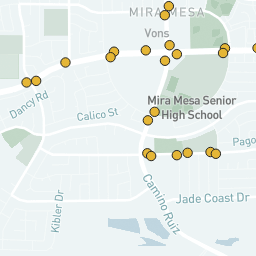 MIRA MESA
Vons
Dancy Rd
Calico St
Mira Mesa Senior
High School
Pago
Kibler Dr
Camino Ruiz
Jade Coast Dr